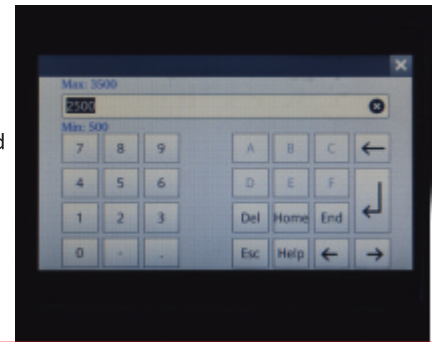 Max: 3500
2500
Min: 500
7 8 9 A B C ←
4 5 6 D E F
1 2 3 Del Home End ↵
0 - . Esc Help ← →